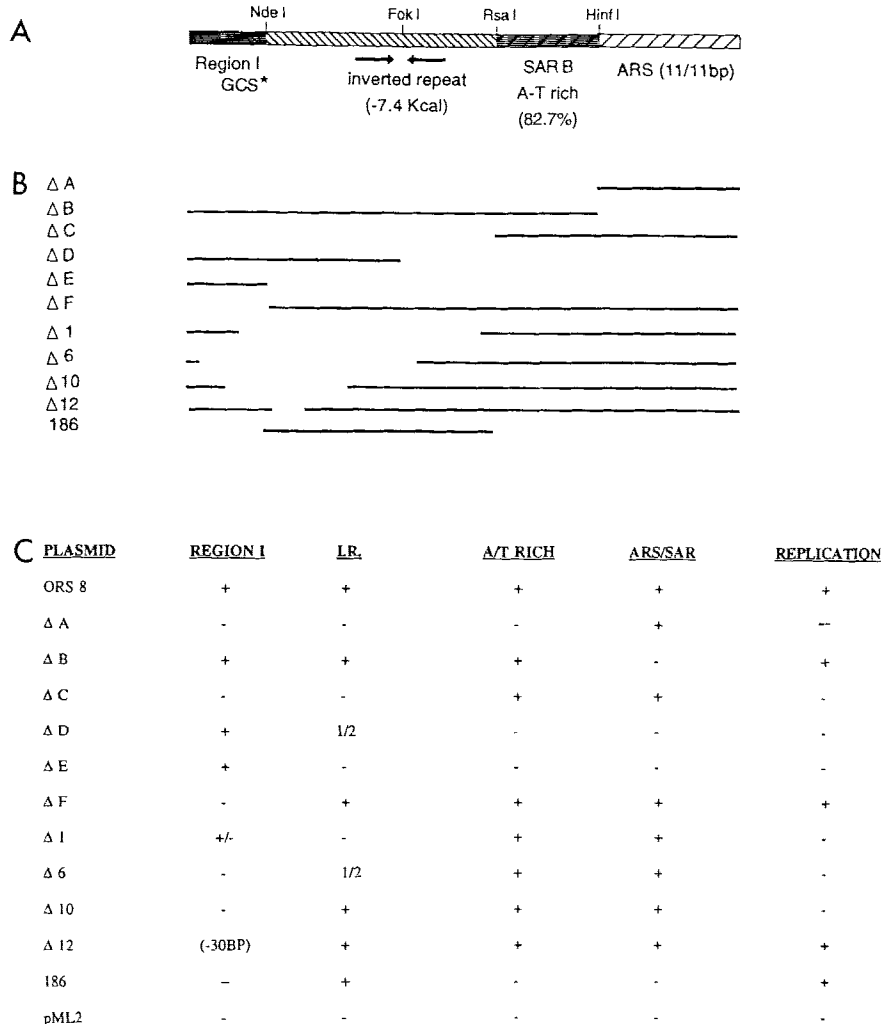 A
Nde I Fok I Rsa I Hinf I
Region I GCS* inverted repeat (-7.4 Kcal) SAR B A-T rich (82.7%) ARS (11/11bp)
B
Δ A
Δ B
Δ C
Δ D
Δ E
Δ F
Δ 1
Δ 6
Δ 10
Δ 12
186
C PLASMID REGION I I.R. A/T RICH ARS/SAR REPLICATION
ORS 8 + + + + +
Δ A - - - + --
Δ B + + + - +
Δ C - - + + -
Δ D + 1/2 - - -
Δ E + - - - -
Δ F - + + + +
Δ 1 +/- - + + -
Δ 6 - 1/2 + + -
Δ 10 - + + + -
Δ 12 (-30BP) + + + +
186 – + - - +
pML2 - - - - -